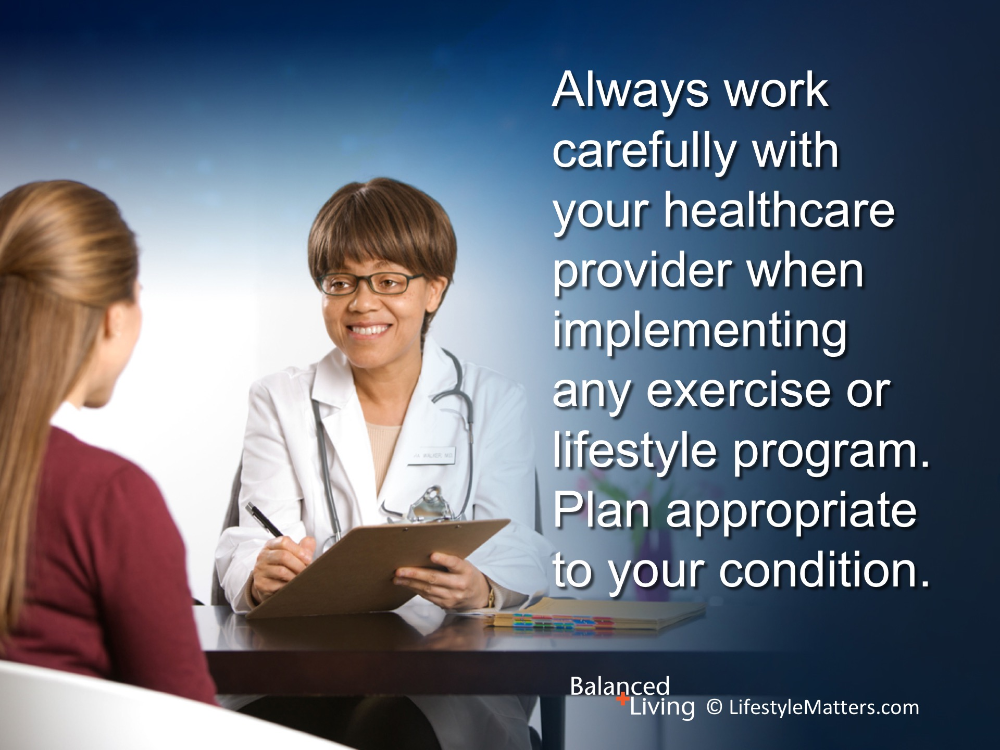 Always work
carefully with
your healthcare
provider when
implementing
any exercise or
lifestyle program.
Plan appropriate
to your condition.
WALKER, M.D.
Balanced
Living © LifestyleMatters.com